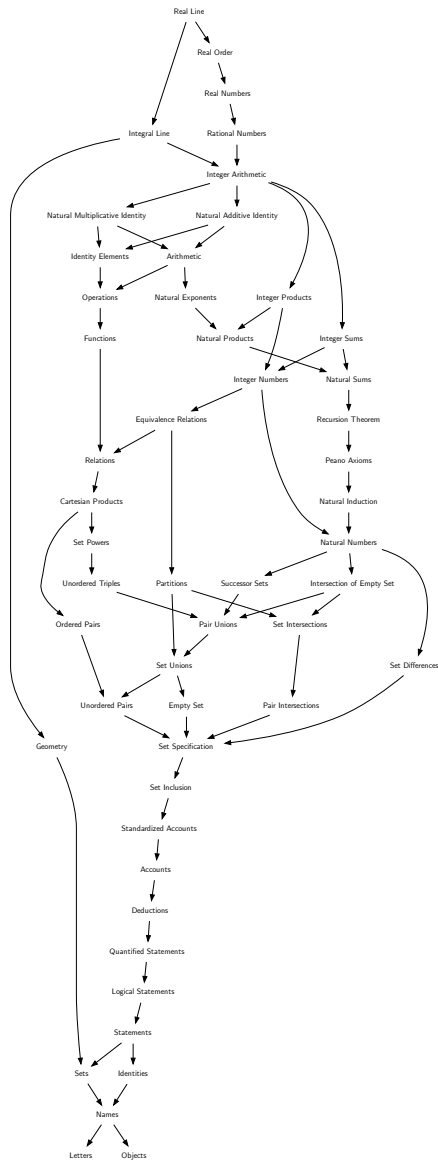 Real Line
Real Order
Real Numbers
Integral Line Rational Numbers
Integer Arithmetic
Natural Multiplicative Identity Natural Additive Identity
Identity Elements Arithmetic
Operations Natural Exponents Integer Products
Functions Natural Products Integer Sums
Integer Numbers Natural Sums
Equivalence Relations Recursion Theorem
Relations Peano Axioms
Cartesian Products Natural Induction
Set Powers Natural Numbers
Unordered Triples Partitions Successor Sets Intersection of Empty Set
Ordered Pairs Pair Unions Set Intersections
Set Unions Set Differences
Unordered Pairs Empty Set Pair Intersections
Geometry Set Specification
Set Inclusion
Standardized Accounts
Accounts
Deductions
Quantified Statements
Logical Statements
Statements
Sets Identities
Names
Letters Objects